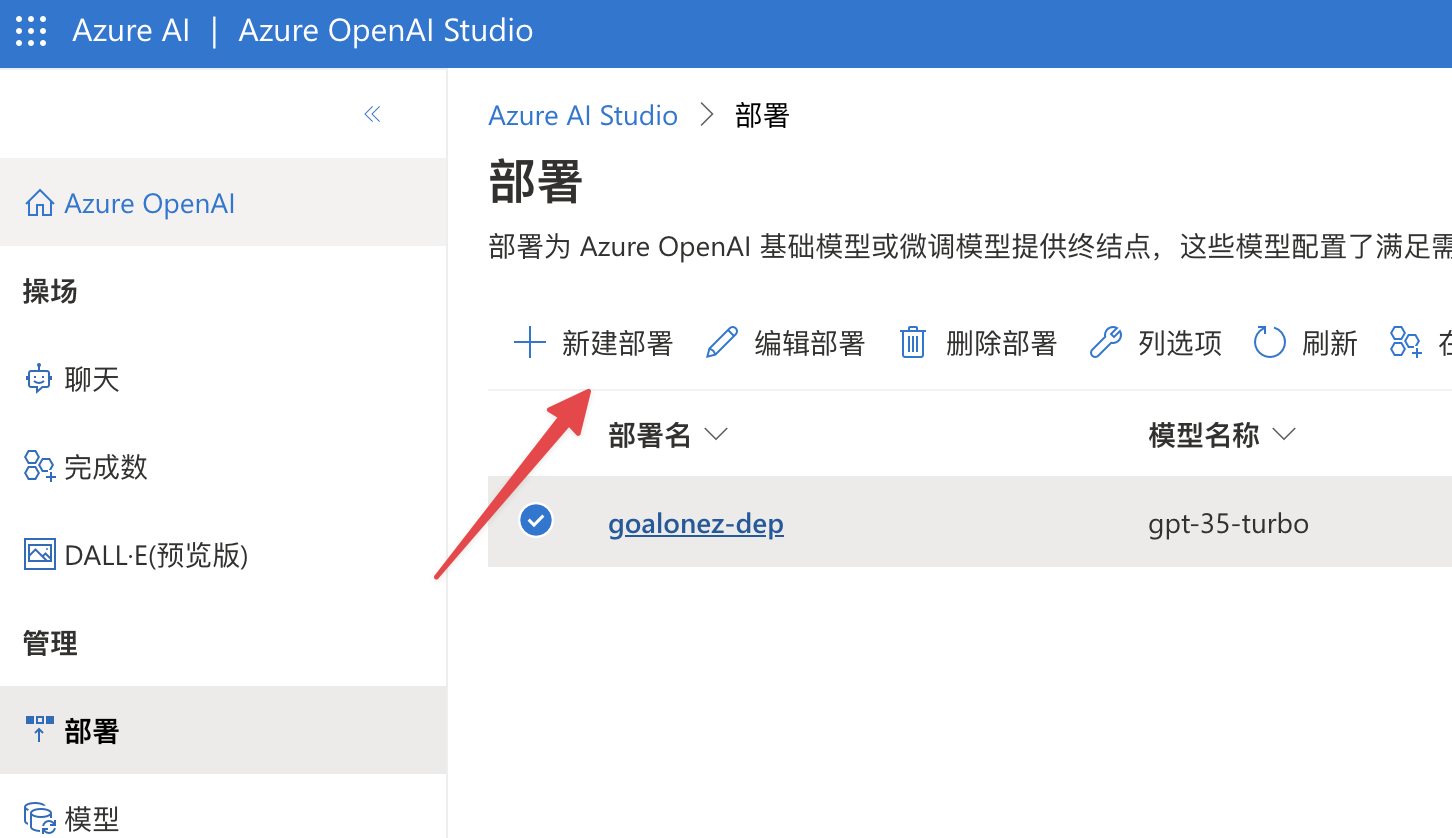 Azure AI | Azure OpenAI Studio
Azure AI Studio > 部署
Azure OpenAI
部署
部署为 Azure OpenAI 基础模型或微调模型提供终结点，这些模型配置了满足需
操场
新建部署 编辑部署 删除部署 列选项 刷新 在
聊天
部署名 模型名称
完成数
goalonez-dep gpt-35-turbo
DALL·E(预览版)
管理
部署
模型